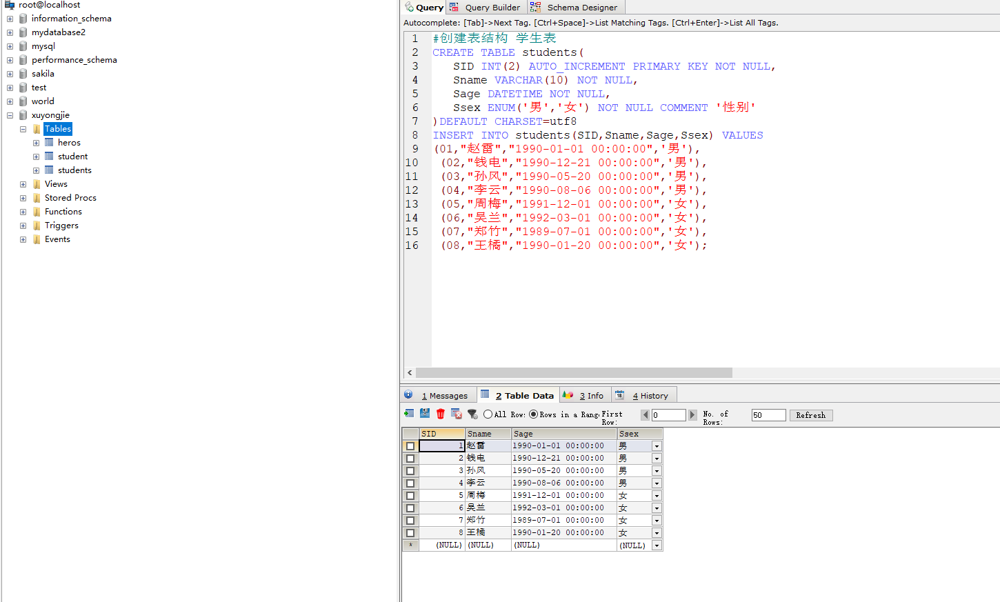 root@localhost
information_schema
mydatabase2
mysql
performance_schema
sakila
test
world
xuyongjie
Tables
heros
student
students
Views
Stored Procs
Functions
Triggers
Events
Query Query Builder Schema Designer
Autocomplete: [Tab]->Next Tag. [Ctrl+Space]->List Matching Tags. [Ctrl+Enter]->List All Tags.
1 #创建表结构 学生表
2 CREATE TABLE students(
3 SID INT(2) AUTO_INCREMENT PRIMARY KEY NOT NULL,
4 Sname VARCHAR(10) NOT NULL,
5 Sage DATETIME NOT NULL,
6 Ssex ENUM('男','女') NOT NULL COMMENT '性别'
7 )DEFAULT CHARSET=utf8
8 INSERT INTO students(SID,Sname,Sage,Ssex) VALUES
9 (01,"赵雷","1990-01-01 00:00:00",'男'),
10 (02,"钱电","1990-12-21 00:00:00",'男'),
11 (03,"孙风","1990-05-20 00:00:00",'男'),
12 (04,"李云","1990-08-06 00:00:00",'男'),
13 (05,"周梅","1991-12-01 00:00:00",'女'),
14 (06,"吴兰","1992-03-01 00:00:00",'女'),
15 (07,"郑竹","1989-07-01 00:00:00",'女'),
16 (08,"王橘","1990-01-20 00:00:00",'女');
1 Messages 2 Table Data 3 Info 4 History
All Row: Rows in a Rang. First Row: 0 No. of Rows: 50 Refresh
SID Sname Sage Ssex
1 赵雷 1990-01-01 00:00:00 男
2 钱电 1990-12-21 00:00:00 男
3 孙风 1990-05-20 00:00:00 男
4 李云 1990-08-06 00:00:00 男
5 周梅 1991-12-01 00:00:00 女
6 吴兰 1992-03-01 00:00:00 女
7 郑竹 1989-07-01 00:00:00 女
8 王橘 1990-01-20 00:00:00 女
* (NULL) (NULL) (NULL) (NULL)